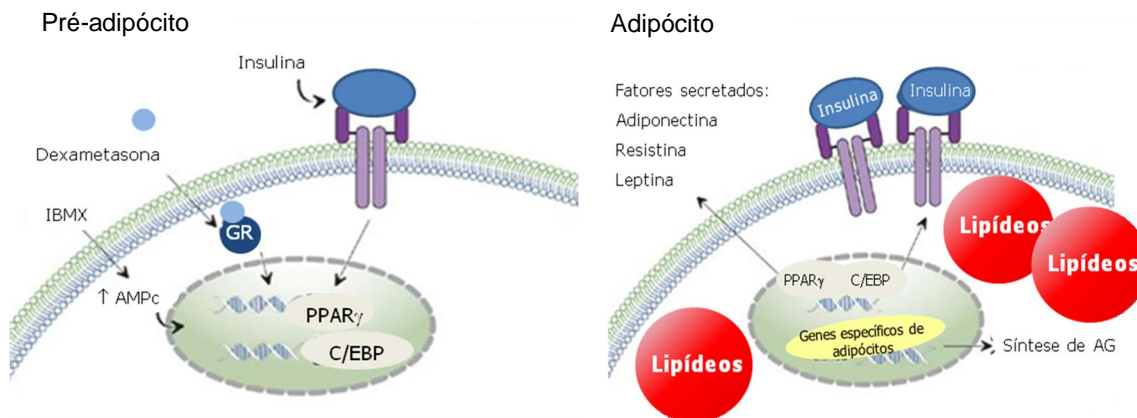 Pré-adipócito
Insulina
Dexametasona
IBMX
GR
↑ AMPc
PPARγ
C/EBP
Adipócito
Fatores secretados:
Adiponectina
Resistina
Leptina
Insulina
Insulina
Lipídeos
Lipídeos
PPARγ C/EBP
Genes específicos de
adipócitos
Síntese de AG
Lipídeos